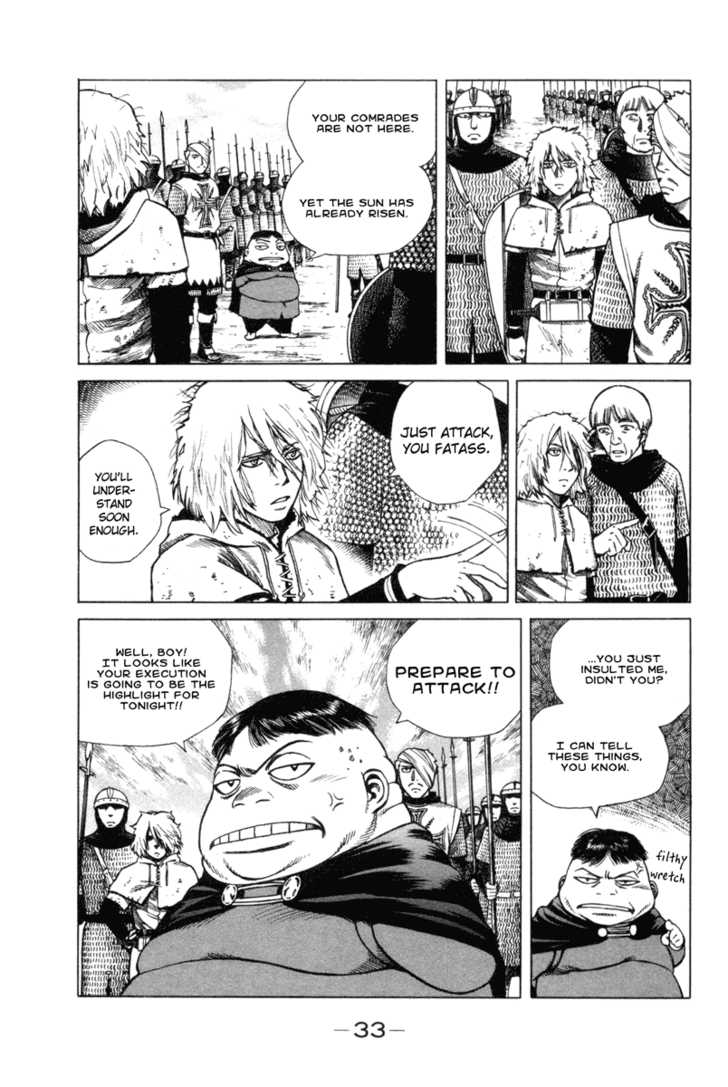 YOUR COMRADES
ARE NOT HERE.
YET THE SUN HAS
ALREADY RISEN.
JUST ATTACK,
YOU FATASS.
YOU'LL
UNDER-
STAND
SOON
ENOUGH.
...YOU JUST
INSULTED ME,
DIDN'T YOU?
I CAN TELL
THESE THINGS,
YOU KNOW.
filthy
wretch
PREPARE TO
ATTACK!!
WELL, BOY!
IT LOOKS LIKE
YOUR EXECUTION
IS GOING TO BE THE
HIGHLIGHT FOR
TONIGHT!!
-33-